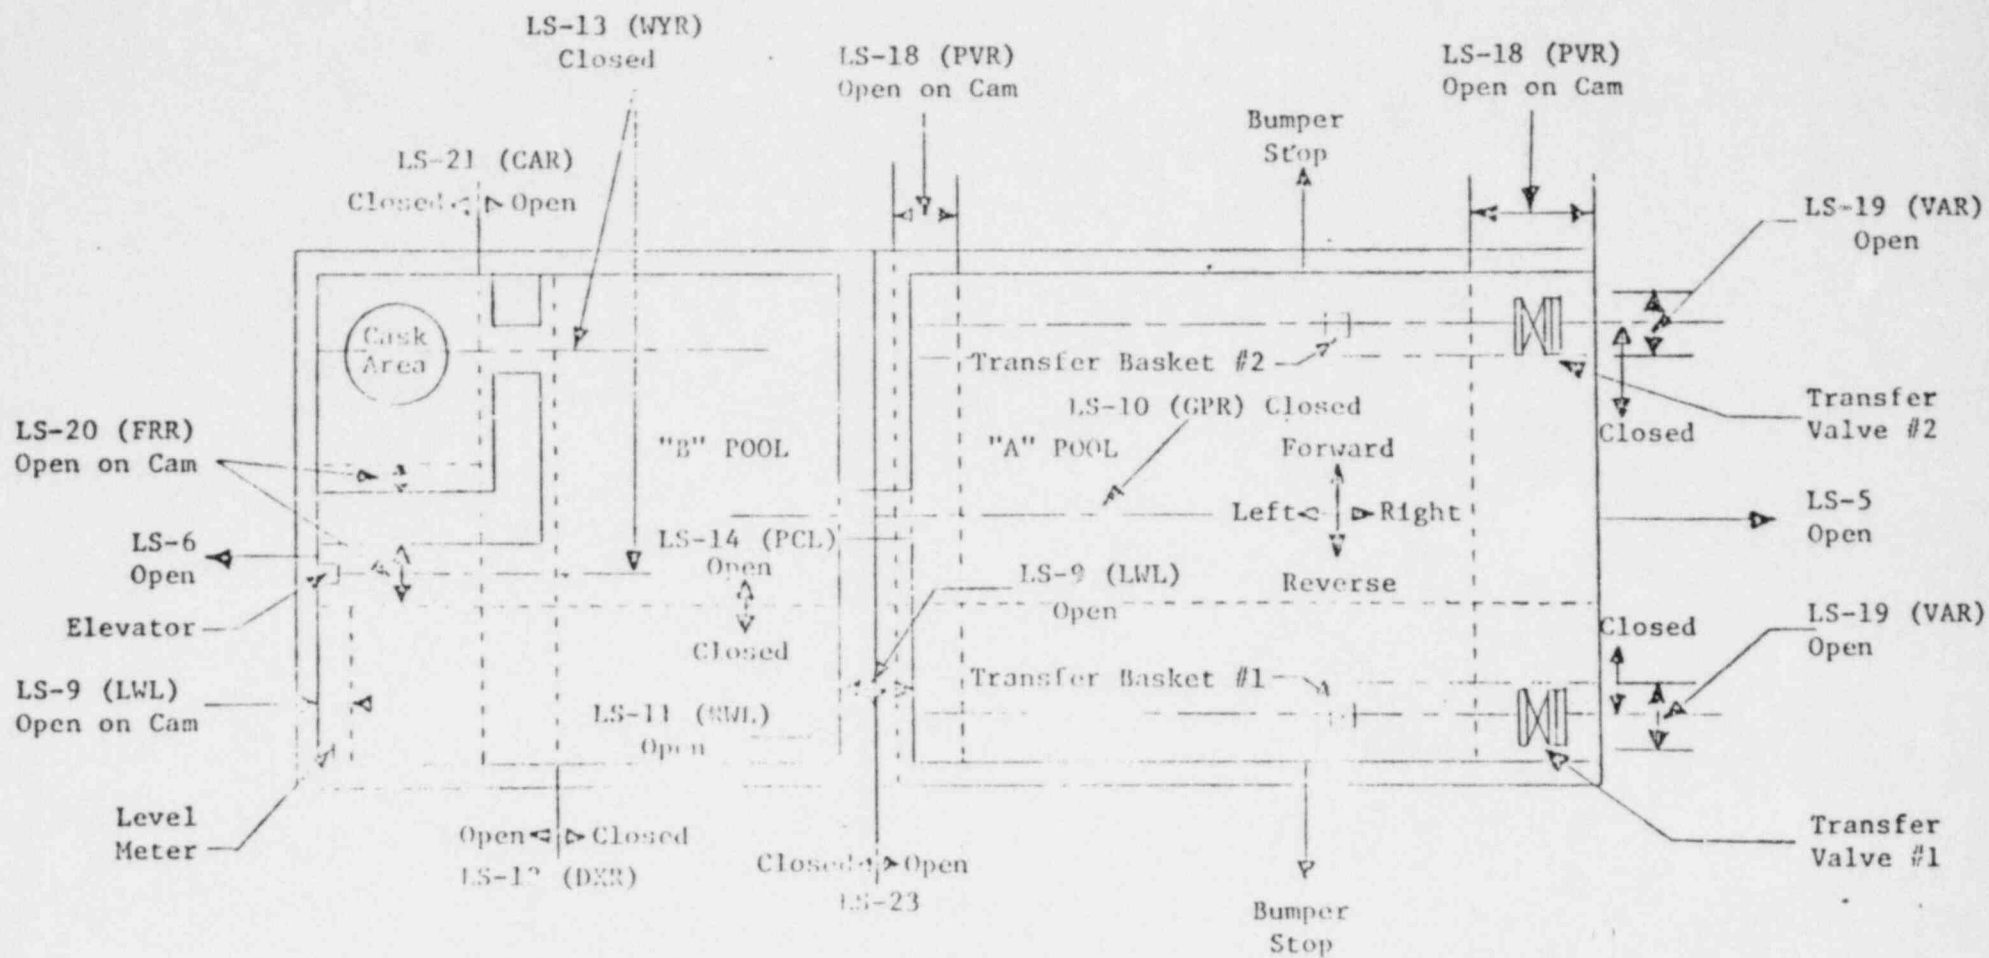 LS-13 (WYR)
Closed
LS-18 (PVR)
Open on Cam
LS-18 (PVR)
Open on Cam
Bumper
Stop
LS-21 (CAR)
Closed Open
LS-19 (VAR)
Open
Cask
Area
Transfer Basket #2
LS-10 (GPR) Closed
Transfer
Valve #2
Closed
LS-20 (FRR)
Open on Cam
"B" POOL
"A" POOL
Forward
Left Right
Reverse
LS-5
Open
LS-6
Open
LS-14 (PCL)
Open
Closed
LS-9 (LWL)
Open
Elevator
Closed
LS-19 (VAR)
Open
LS-9 (LWL)
Open on Cam
Transfer Basket #1
LS-11
Open
Level
Meter
Open Closed
(DXR)
Closed Open
LS-23
Transfer
Valve #1
Bumper
Stop